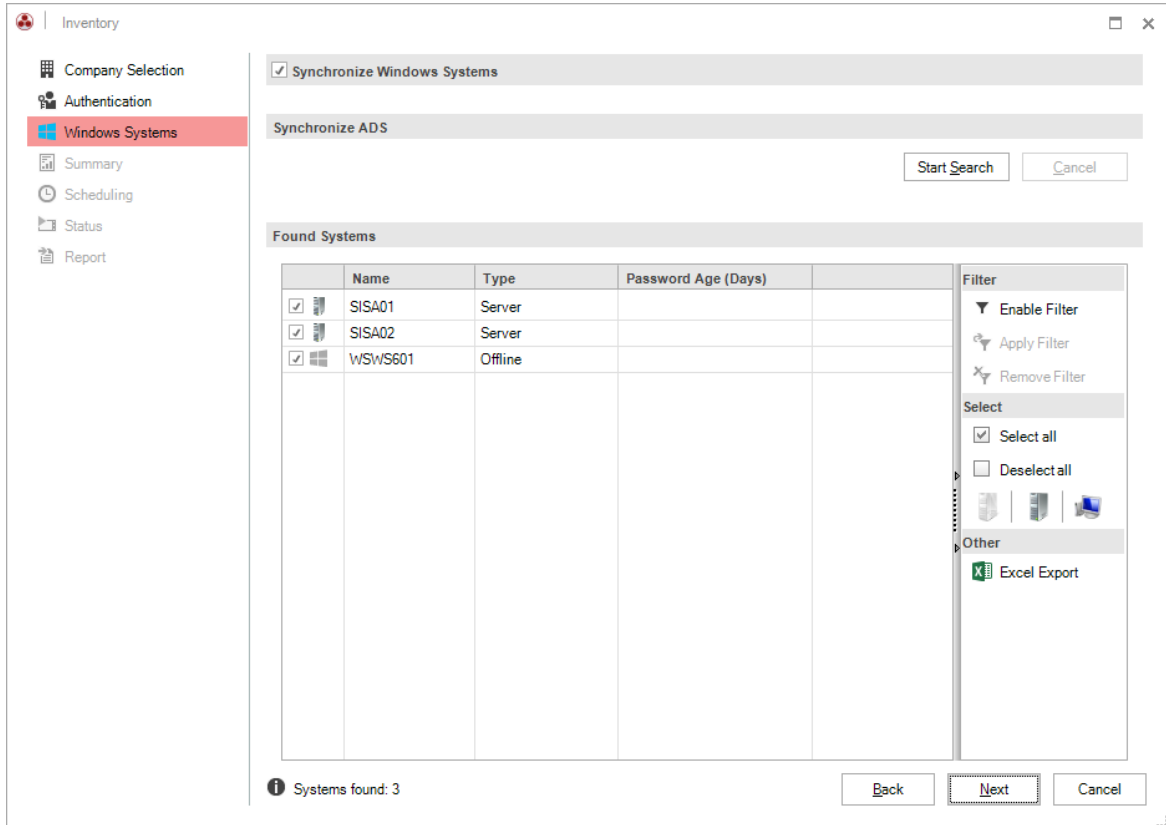 Inventory
Company Selection
Authentication
Windows Systems
Summary
Scheduling
Status
Report
Synchronize Windows Systems
Synchronize ADS
Start Search Cancel
Found Systems
Name Type Password Age (Days)
SISA01 Server
SISA02 Server
WSWS601 Offline
Filter
Enable Filter
Apply Filter
Remove Filter
Select
Select all
Deselect all
Other
Excel Export
Systems found: 3
Back Next Cancel